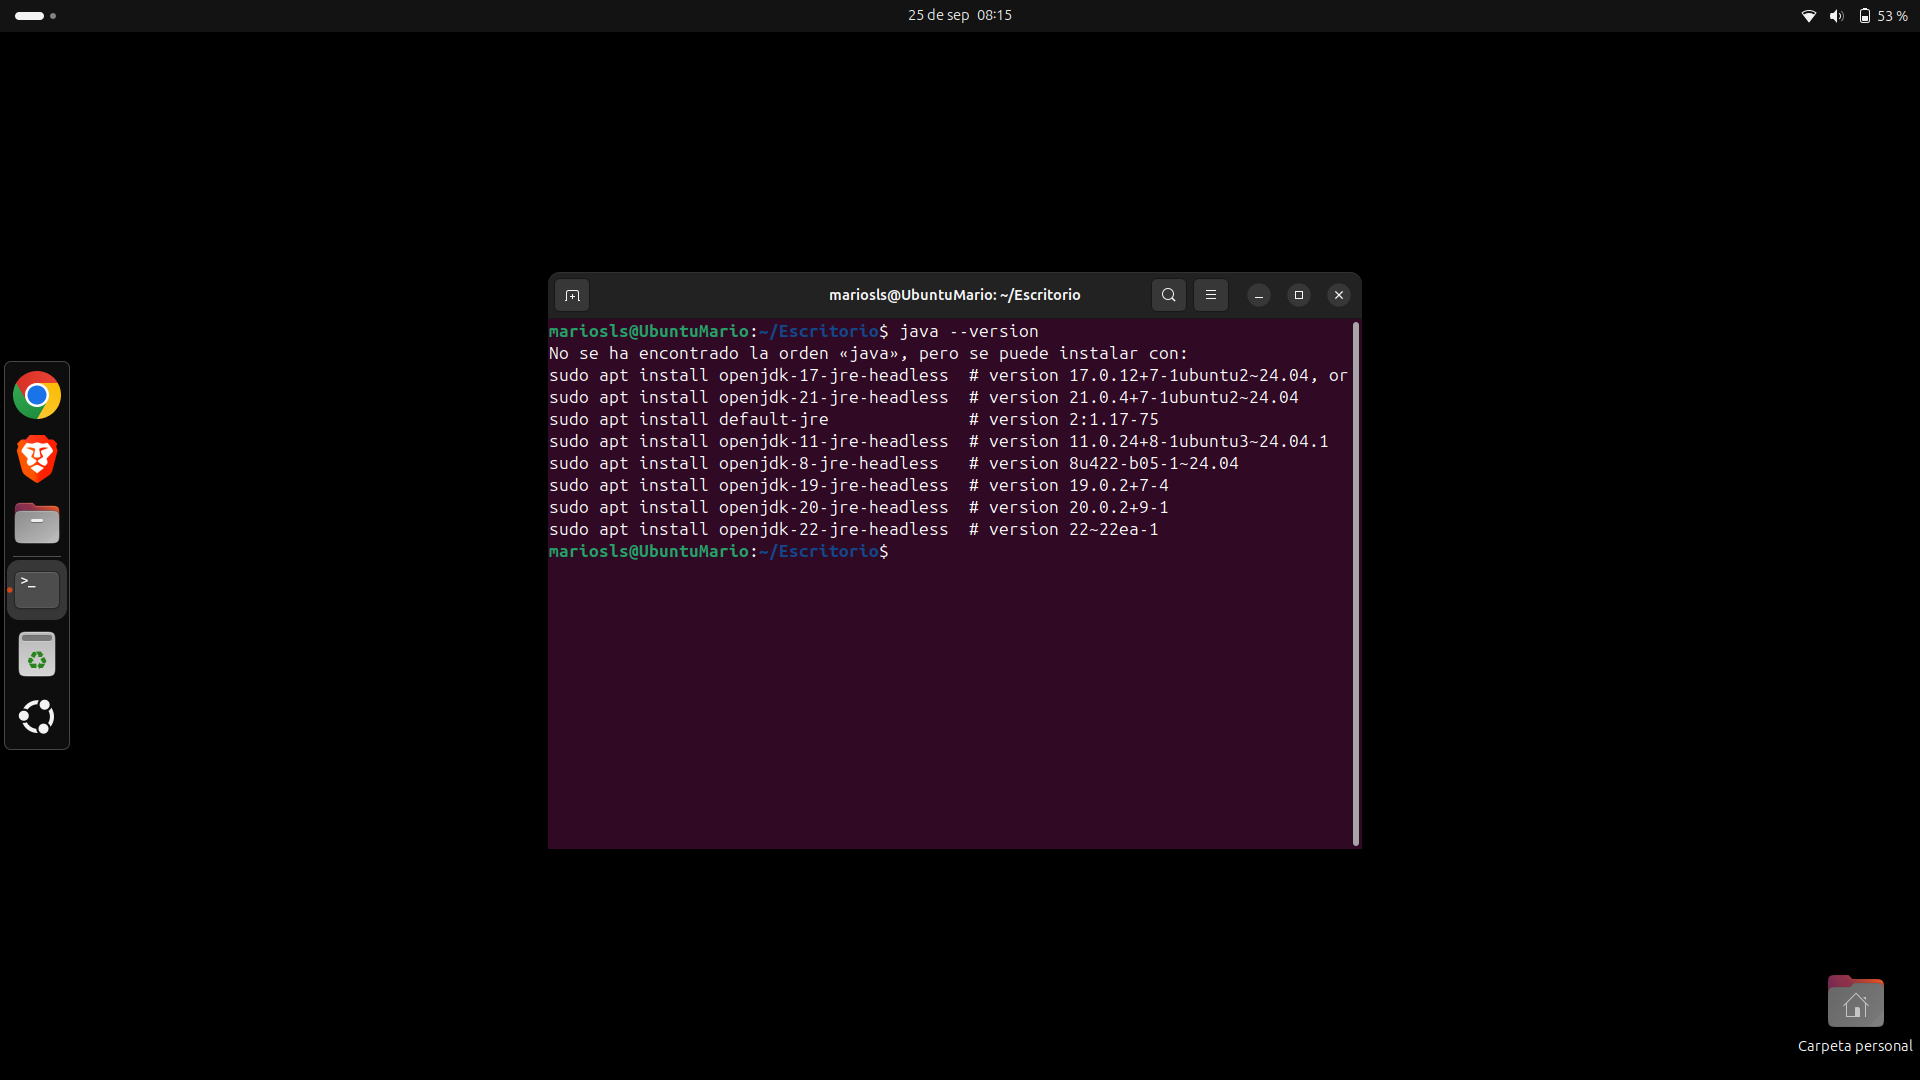 25 de sep 08:15
53 %
mariosls@UbuntuMario: ~/Escritorio
mariosls@UbuntuMario:~/Escritorio$ java --version
No se ha encontrado la orden «java», pero se puede instalar con:
sudo apt install openjdk-17-jre-headless  # version 17.0.12+7-1ubuntu2~24.04, or
sudo apt install openjdk-21-jre-headless  # version 21.0.4+7-1ubuntu2~24.04
sudo apt install default-jre              # version 2:1.17-75
sudo apt install openjdk-11-jre-headless  # version 11.0.24+8-1ubuntu3~24.04.1
sudo apt install openjdk-8-jre-headless   # version 8u422-b05-1~24.04
sudo apt install openjdk-19-jre-headless  # version 19.0.2+7-4
sudo apt install openjdk-20-jre-headless  # version 20.0.2+9-1
sudo apt install openjdk-22-jre-headless  # version 22~22ea-1
mariosls@UbuntuMario:~/Escritorio$
>_
Carpeta personal